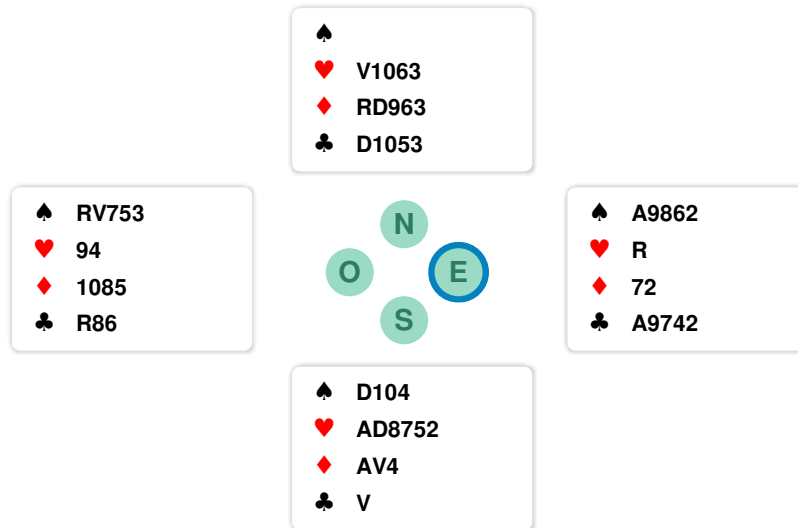 ♠
♥ V1063
♦ RD963
♣ D1053
♠ RV753
♥ 94
♦ 1085
♣ R86
N
O E
S
♠ A9862
♥ R
♦ 72
♣ A9742
♠ D104
♥ AD8752
♦ AV4
♣ V